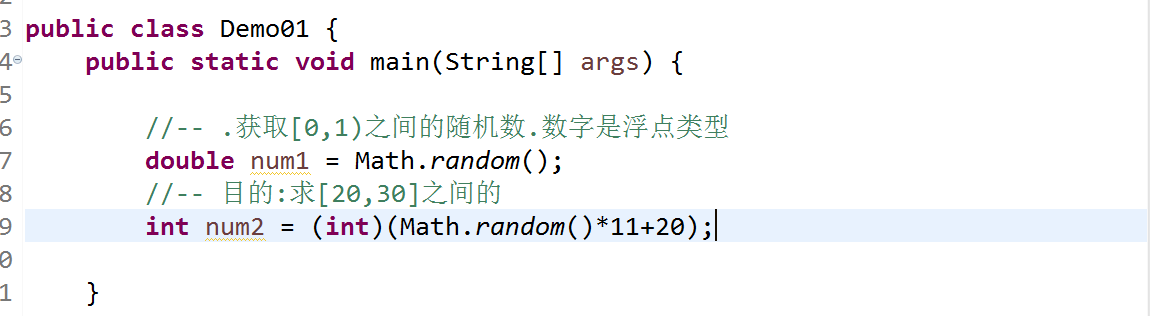 3 public class Demo01 {
4 public static void main(String[] args) {
5
6 //-- .获取[0,1)之间的随机数.数字是浮点类型
7 double num1 = Math.random();
8 //-- 目的:求[20,30]之间的
9 int num2 = (int)(Math.random()*11+20);
0
1 }